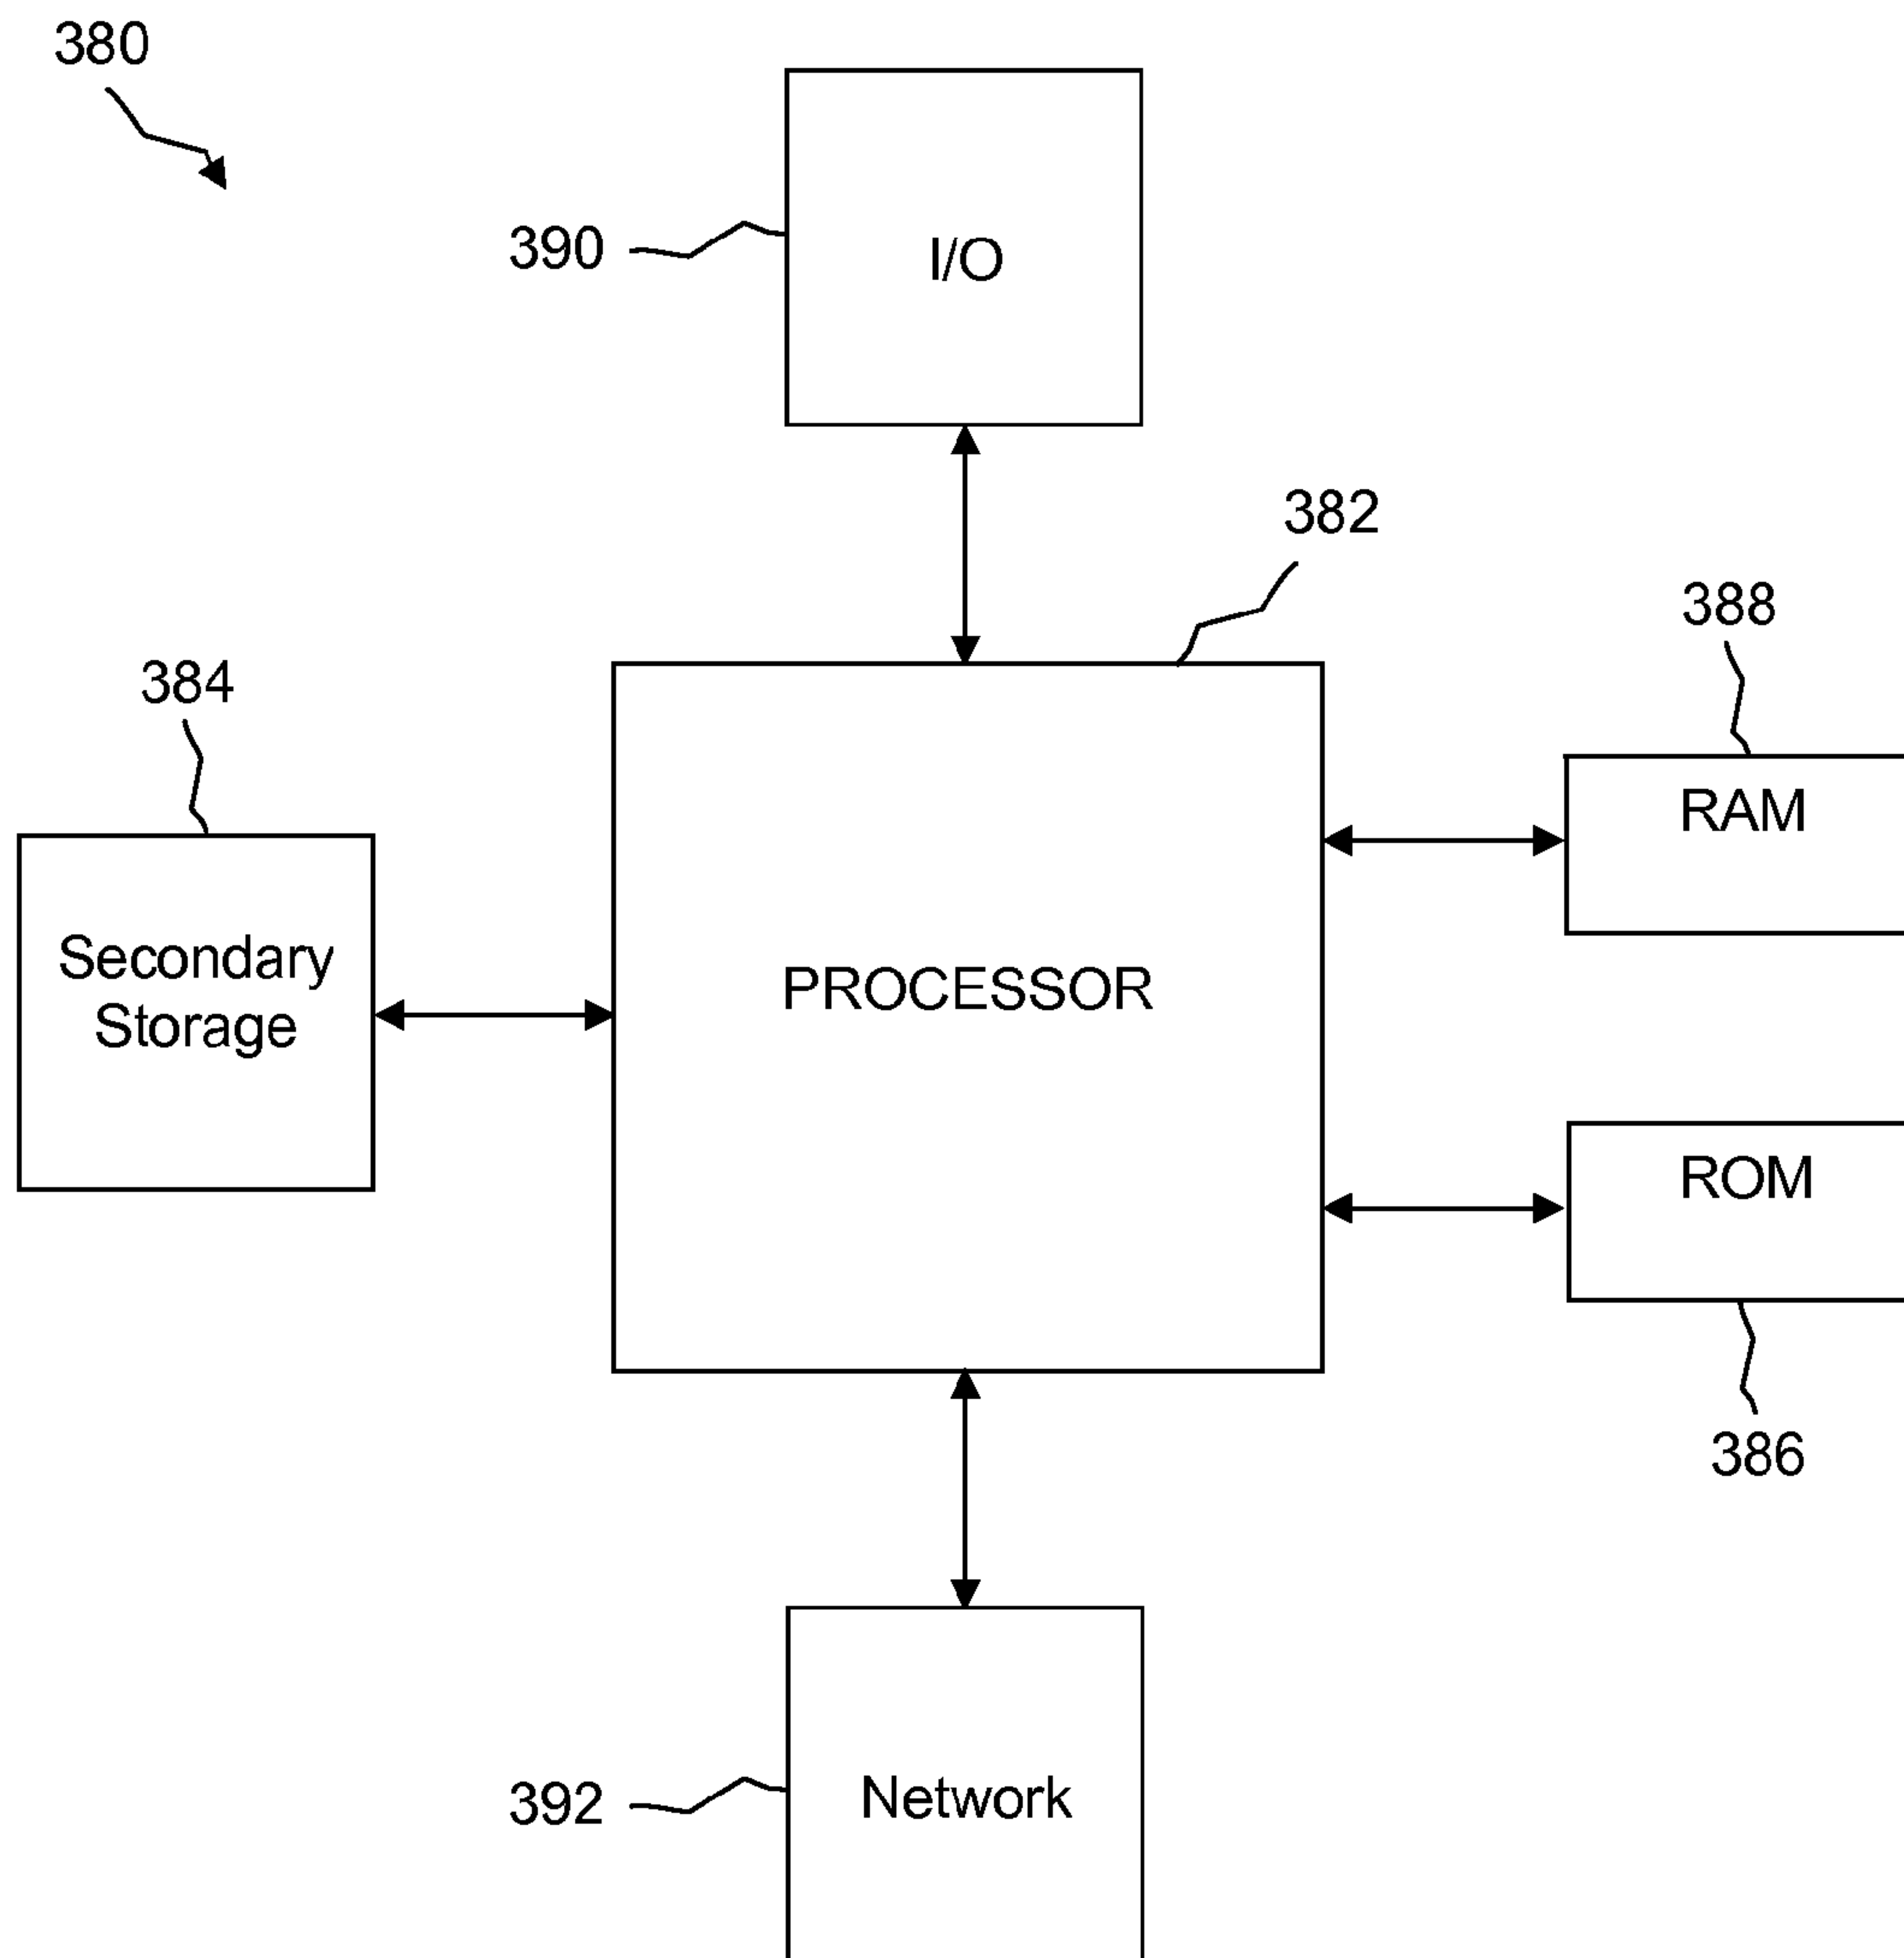 380
390
I/O
382
388
384
RAM
Secondary
Storage
PROCESSOR
ROM
386
392
Network